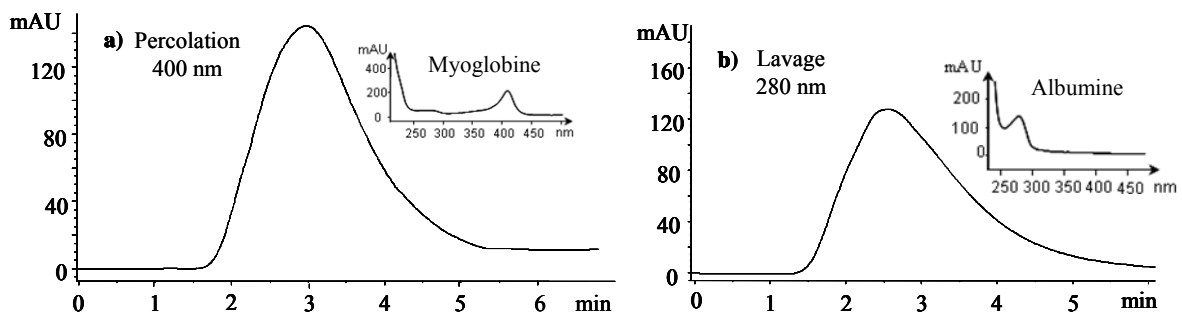 mAU
a) Percolation
400 nm
120
80
40
0
0 1 2 3 4 5 6 min
mAU
Myoglobine
400
200
0
250 300 350 400 450 nm
mAU
b) Lavage
280 nm
160
120
80
40
0
0 1 2 3 4 5 min
mAU
Albumine
200
100
0
250 300 350 400 450 nm